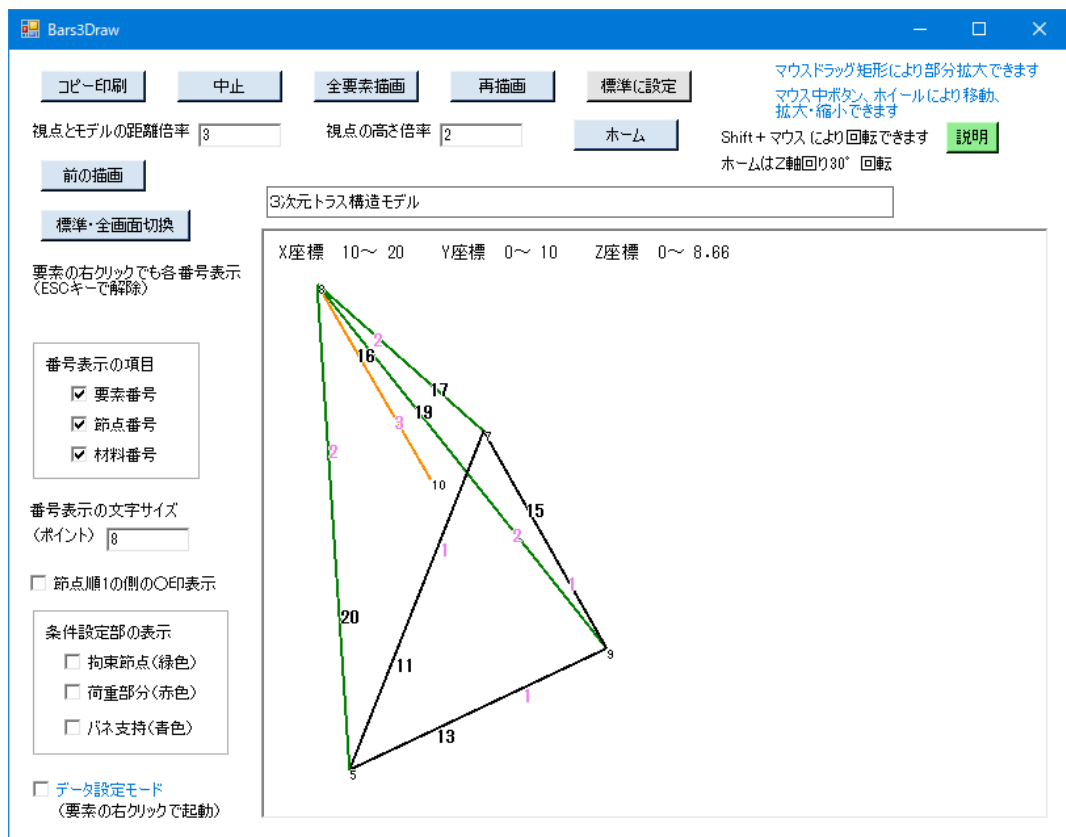 Bars3Draw
コピー印刷 中止 全要素描画 再描画 標準に設定
マウスドラッグ矩形により部分拡大できます
マウス中ボタン、ホイールにより移動、
拡大・縮小できます
視点とモデルの距離倍率 3 視点の高さ倍率 2 ホーム
Shift+マウスにより回転できます 説明
ホームはZ軸回り30°回転
前の描画
3次元トラス構造モデル
標準・全画面切換
X座標 10～ 20 Y座標 0～ 10 Z座標 0～ 8.66
要素の右クリックでも各番号表示
(ESCキーで解除)
番号表示の項目
要素番号
節点番号
材料番号
番号表示の文字サイズ
(ポイント) 8
節点順1の側の〇印表示
条件設定部の表示
拘束節点(緑色)
荷重部分(赤色)
バネ支持(青色)
データ設定モード
(要素の右クリックで起動)
2
16
17
19
3
7
2
10
15
2
1
1
20
9
11
1
13
5